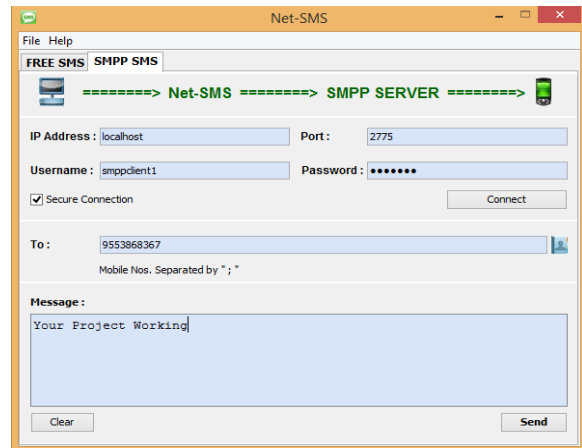 SMS
Net-SMS
File Help
FREE SMS SMPP SMS
========> Net-SMS ========> SMPP SERVER ========>
IP Address : localhost Port : 2775
Username : smppclient1 Password : •••••••
Secure Connection Connect
To : 9553868367
Mobile Nos. Separated by " ; "
Message :
Your Project Working
Clear Send